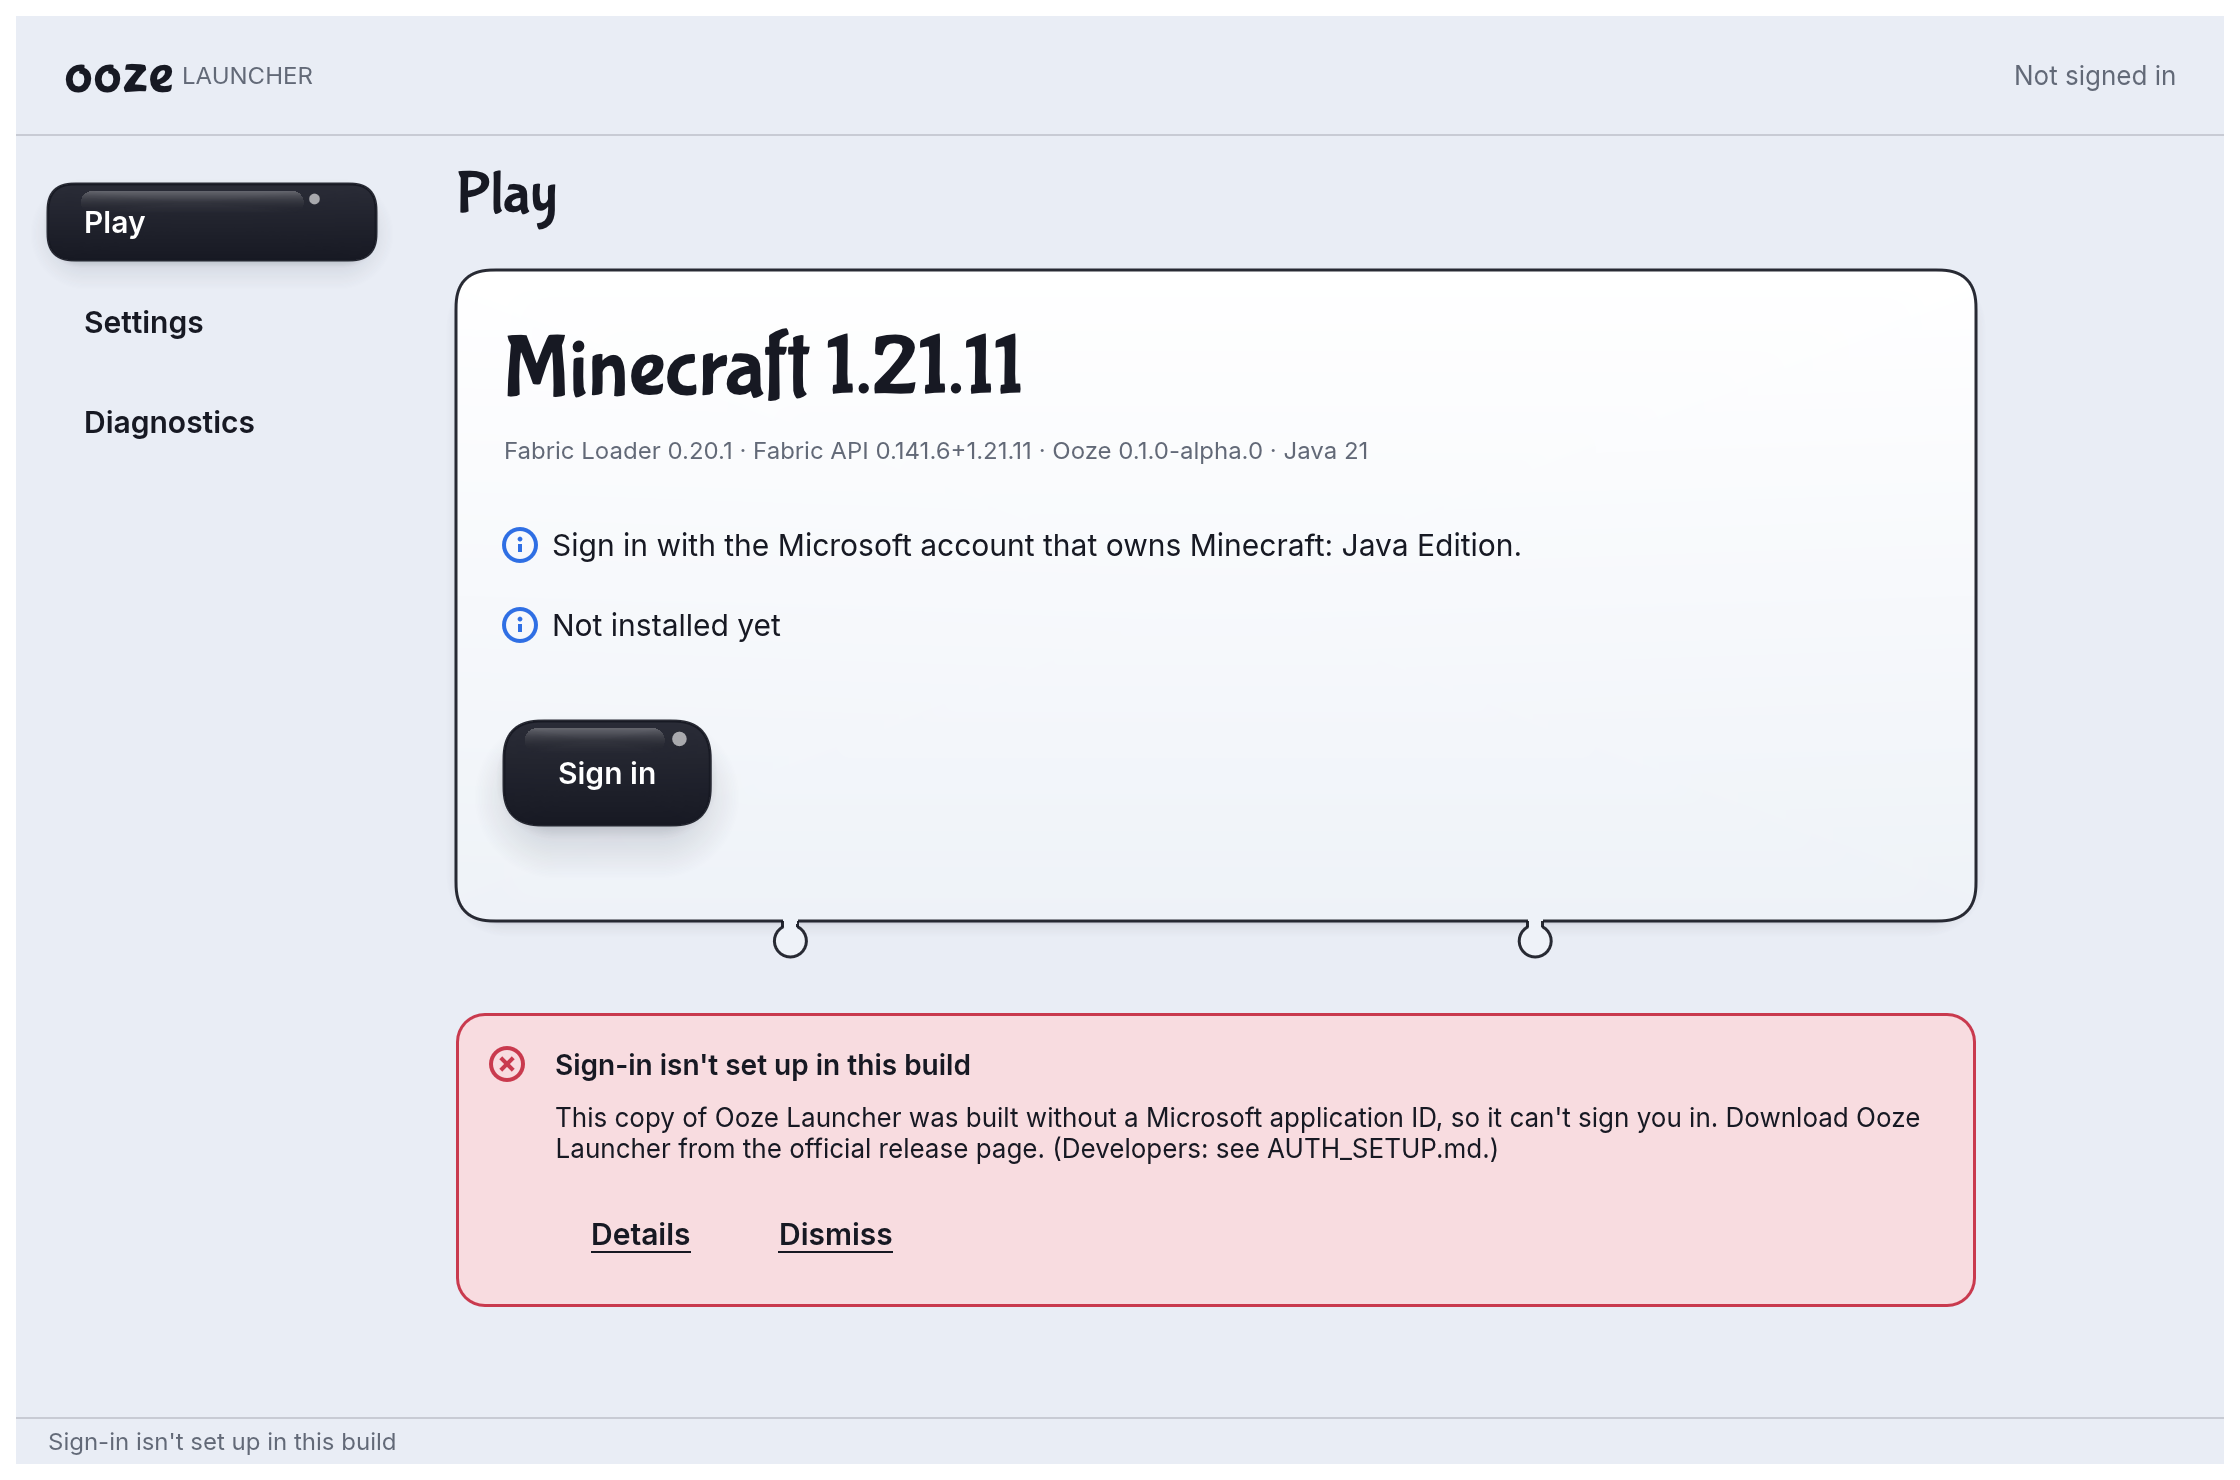 ooze LAUNCHER
Not signed in
Play
Settings
Diagnostics
Play
Minecraft 1.21.11
Fabric Loader 0.20.1 · Fabric API 0.141.6+1.21.11 · Ooze 0.1.0-alpha.0 · Java 21
Sign in with the Microsoft account that owns Minecraft: Java Edition.
Not installed yet
Sign in
Sign-in isn't set up in this build
This copy of Ooze Launcher was built without a Microsoft application ID, so it can't sign you in. Download Ooze
Launcher from the official release page. (Developers: see AUTH_SETUP.md.)
Details Dismiss
Sign-in isn't set up in this build